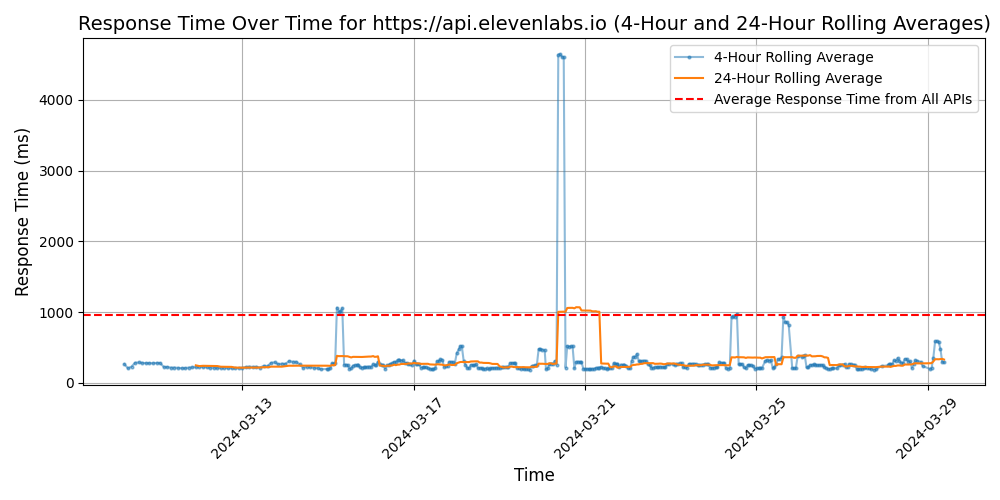 Response Time Over Time for https://api.elevenlabs.io (4-Hour and 24-Hour Rolling Averages)
4-Hour Rolling Average
24-Hour Rolling Average
Average Response Time from All APIs
Response Time (ms)
4000
3000
2000
1000
0
2024-03-13
2024-03-17
2024-03-21
2024-03-25
2024-03-29
Time